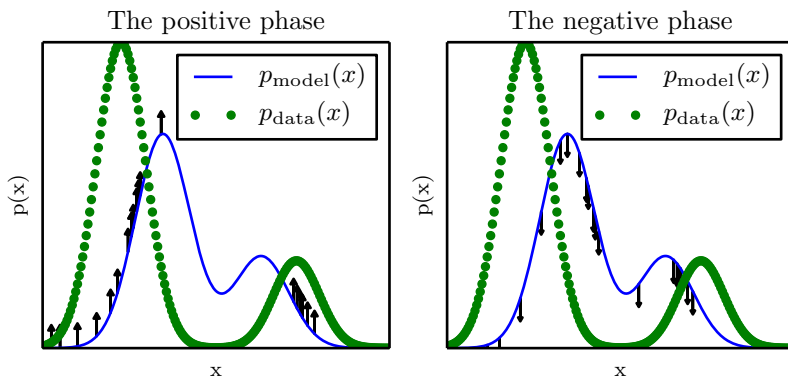 The positive phase
p_model(x)
p_data(x)
p(x)
x
The negative phase
p_model(x)
p_data(x)
p(x)
x